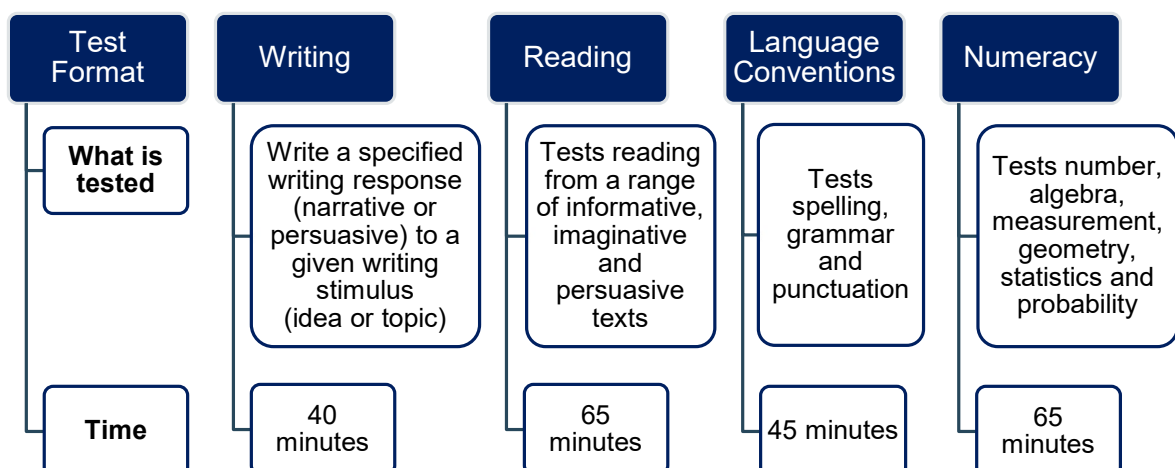 Test
Format
What is
tested
Time
Writing
Write a specified
writing response
(narrative or
persuasive) to a
given writing
stimulus
(idea or topic)
40
minutes
Reading
Tests reading
from a range
of informative,
imaginative
and
persuasive
texts
65
minutes
Language
Conventions
Tests
spelling,
grammar
and
punctuation
45 minutes
Numeracy
Tests number,
algebra,
measurement,
geometry,
statistics and
probability
65
minutes